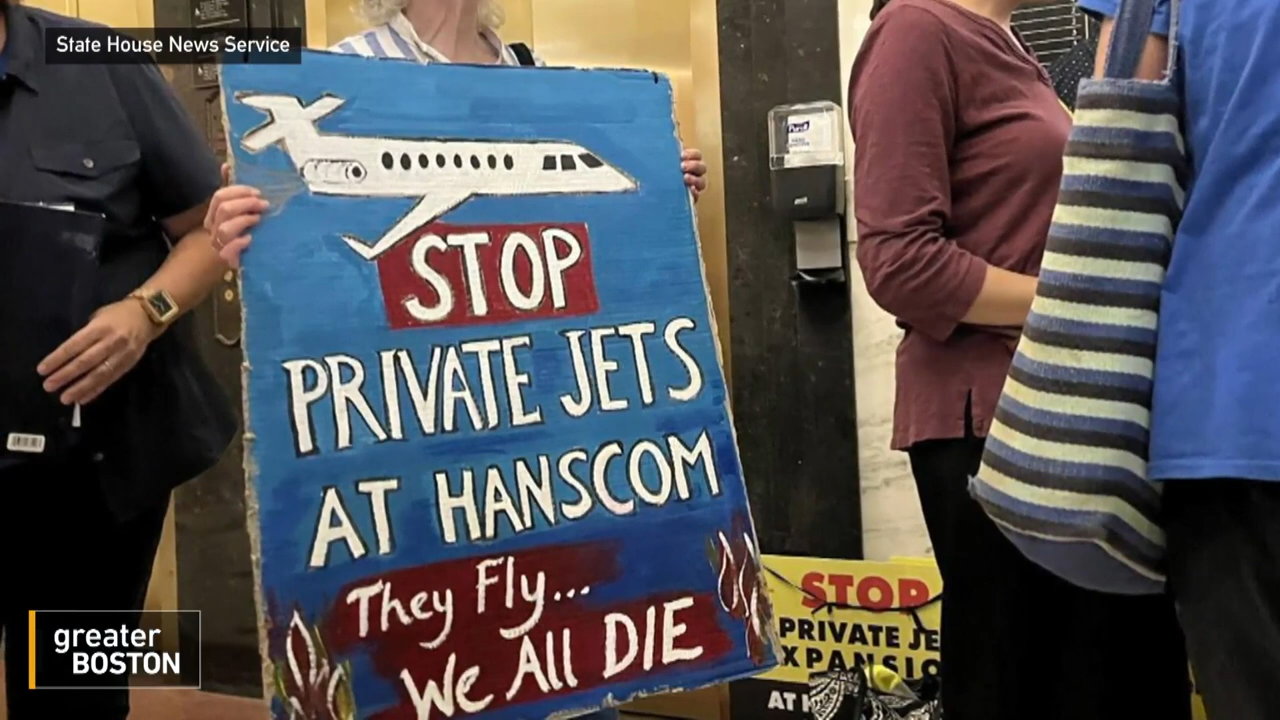 State House News Service
STOP
PRIVATE JETS
AT HANSCOM
They Fly...
We All DIE
Purell
STOP
PRIVATE JE
XPANSIO
AT H
greater
BOSTON